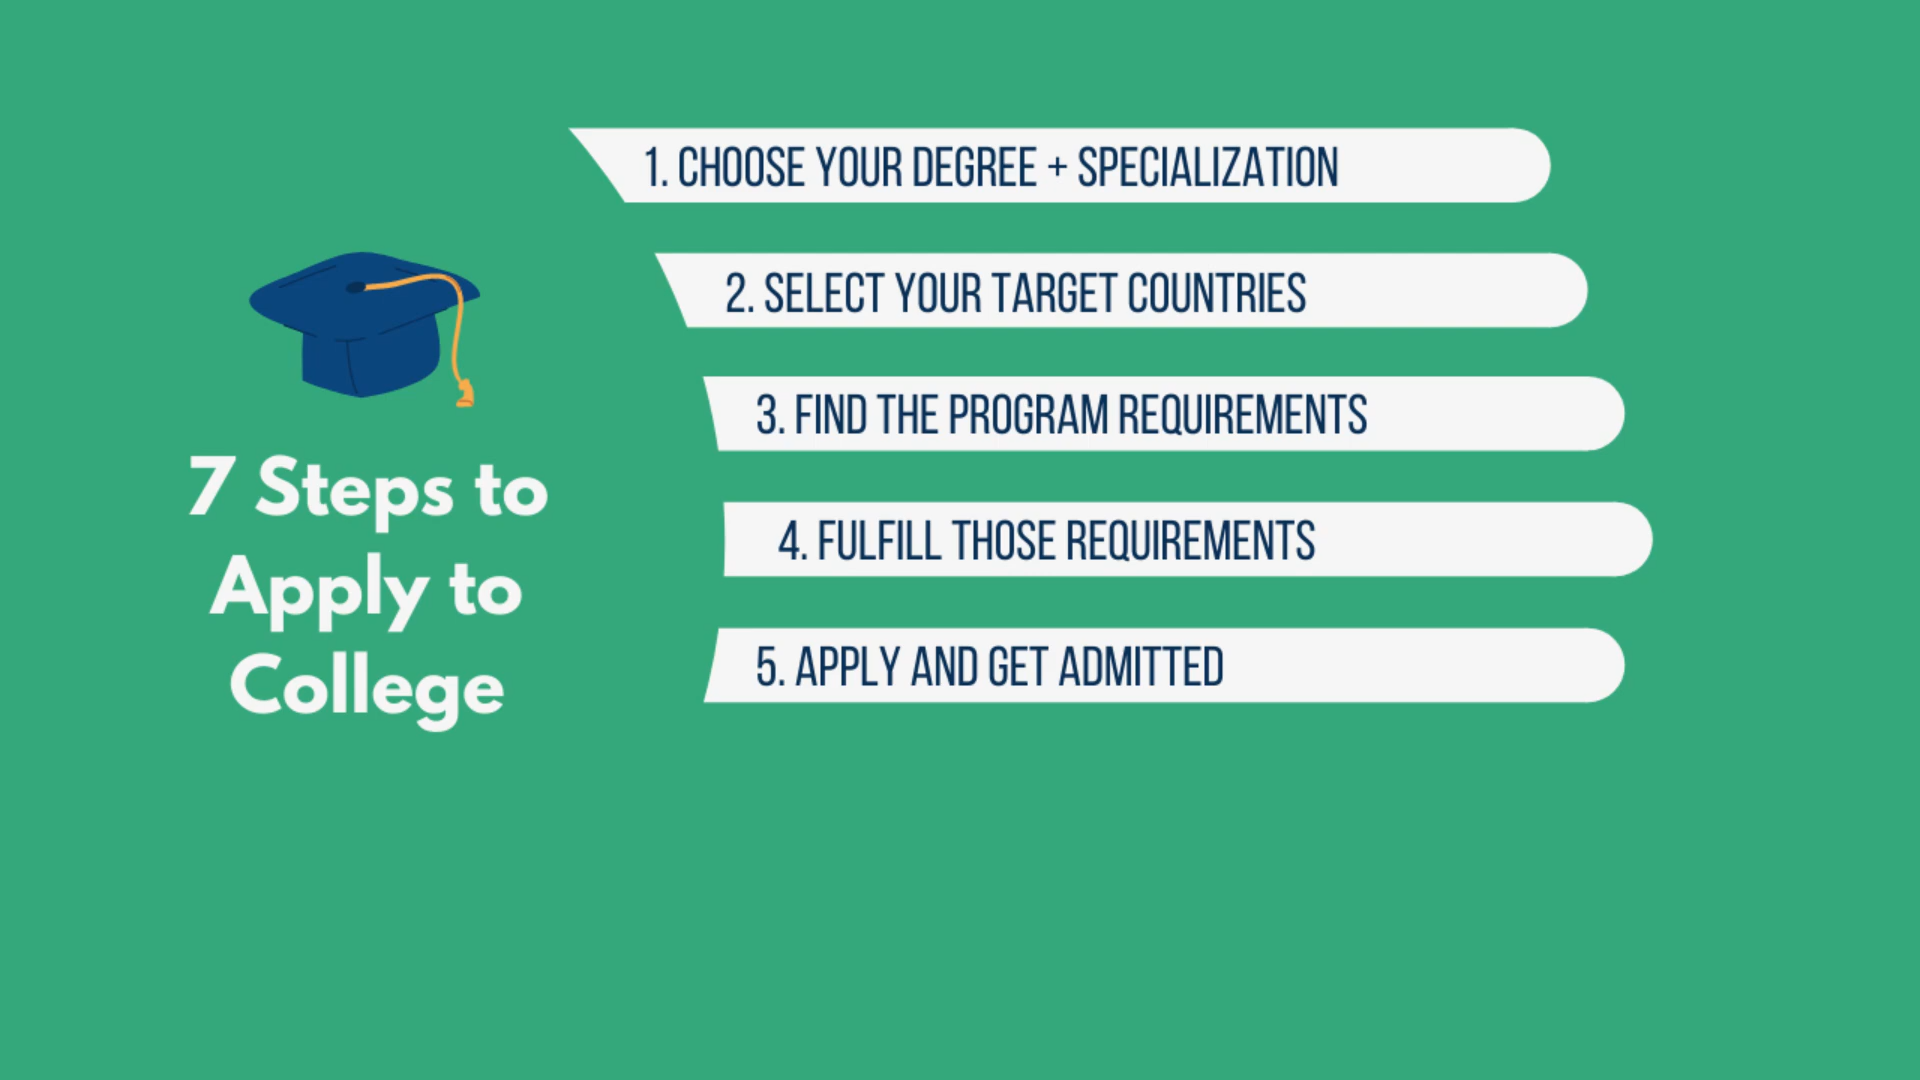 7 Steps to
Apply to
College
1. CHOOSE YOUR DEGREE + SPECIALIZATION
2. SELECT YOUR TARGET COUNTRIES
3. FIND THE PROGRAM REQUIREMENTS
4. FULFILL THOSE REQUIREMENTS
5. APPLY AND GET ADMITTED